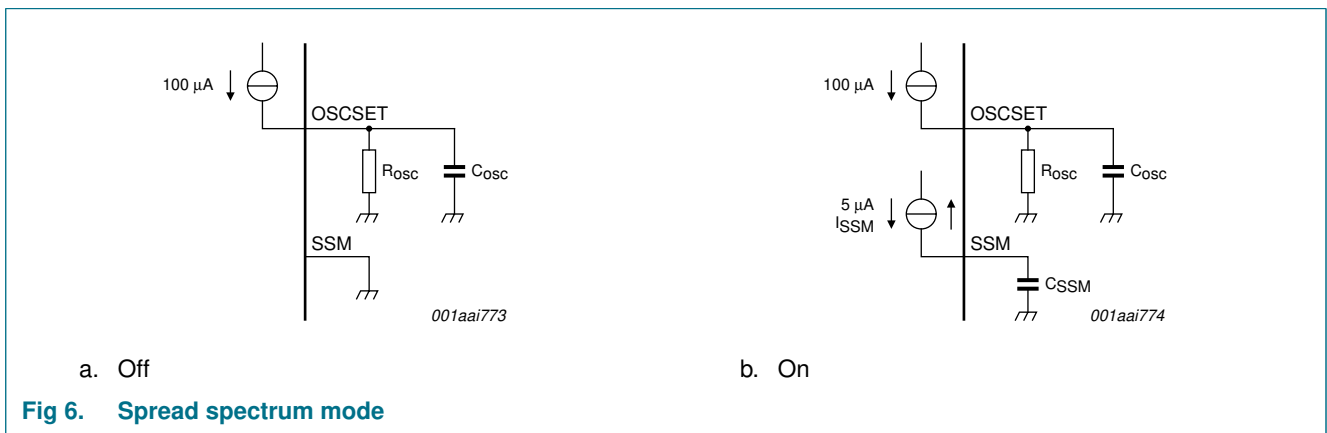 100 μA
OSCSET
Rosc
Cosc
SSM
001aai773
a. Off
100 μA
OSCSET
Rosc
Cosc
5 μA
ISSM
SSM
CSSM
001aai774
b. On
Fig 6. Spread spectrum mode